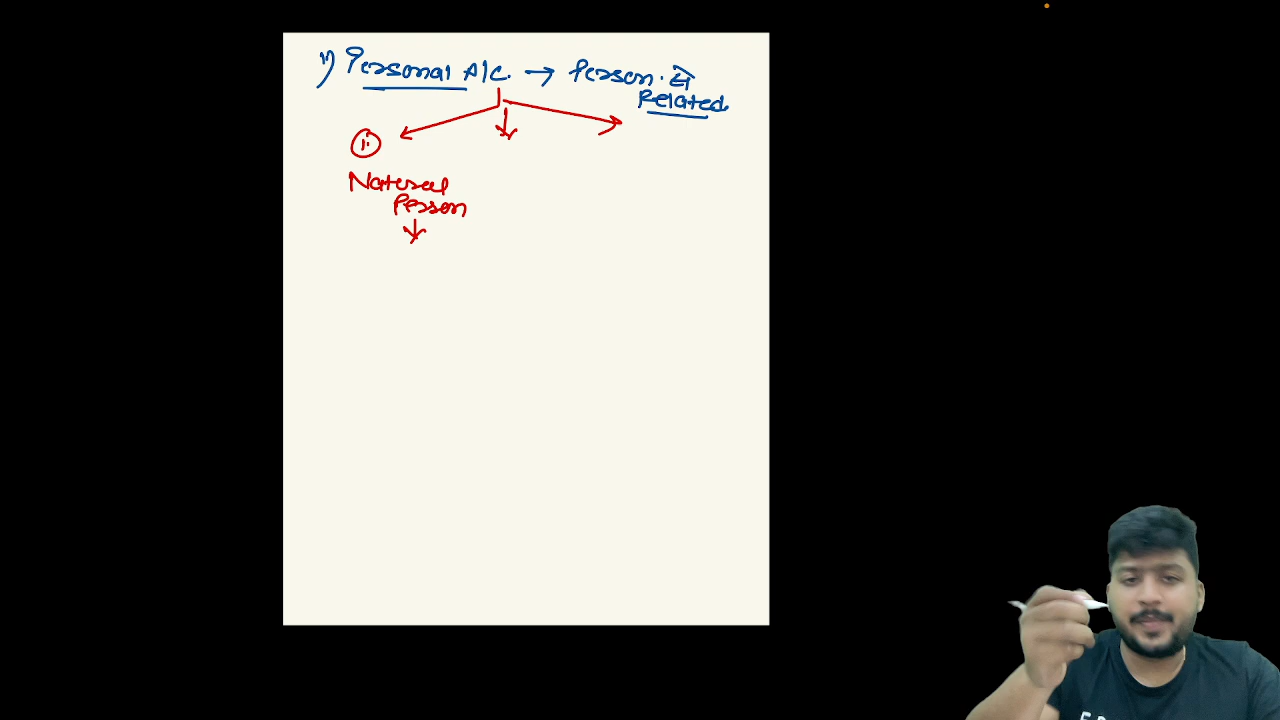 1) Personal A/C. → Person से
Related
1)
Natural
Person